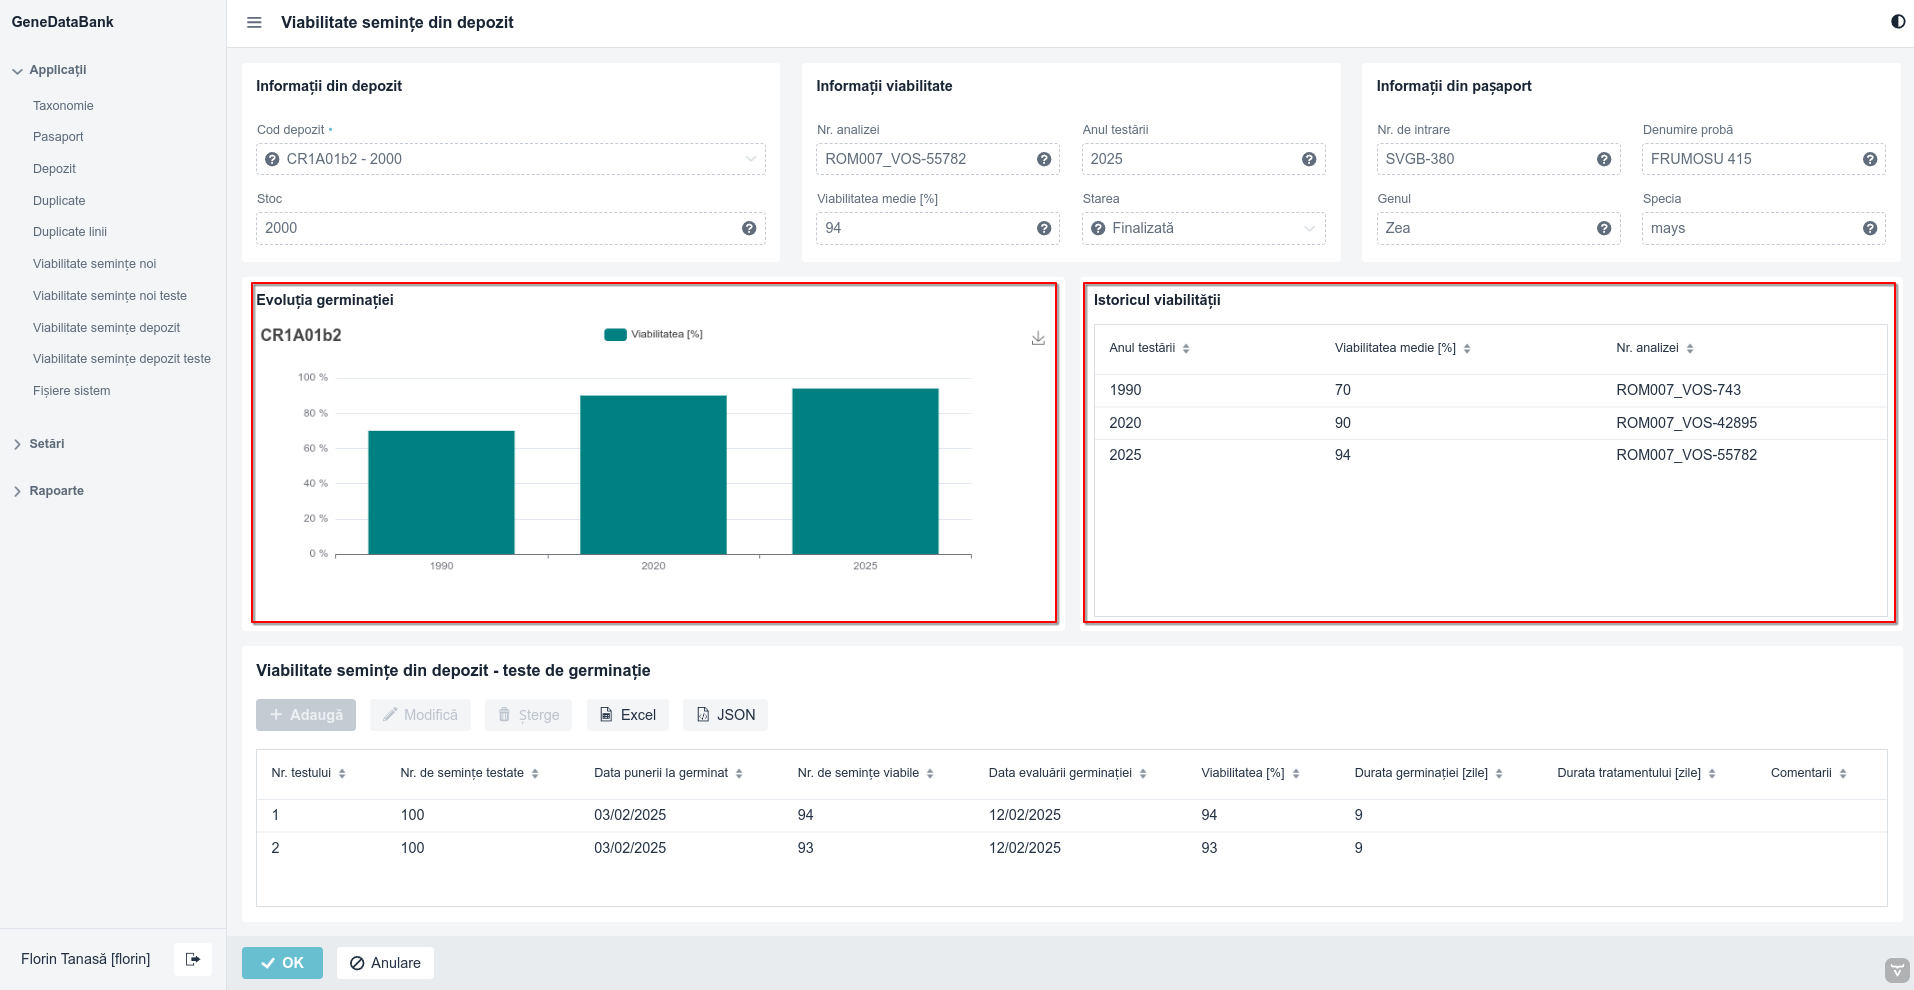 GeneDataBank
Applicații
Taxonomie
Pasaport
Depozit
Duplicate
Duplicate linii
Viabilitate semințe noi
Viabilitate semințe noi teste
Viabilitate semințe depozit
Viabilitate semințe depozit teste
Fișiere sistem
Setări
Rapoarte
Florin Tanasă [florin]
Viabilitate semințe din depozit
Informații din depozit
Cod depozit •
CR1A01b2 - 2000
Stoc
2000
Informații viabilitate
Nr. analizei
ROM007_VOS-55782
Anul testării
2025
Viabilitatea medie [%]
94
Starea
Finalizată
Informații din pașaport
Nr. de intrare
SVGB-380
Denumire probă
FRUMOSU 415
Genul
Zea
Specia
mays
Evoluția germinației
CR1A01b2
Viabilitatea [%]
100 %
80 %
60 %
40 %
20 %
0 %
1990 2020 2025
Istoricul viabilității
Anul testării Viabilitatea medie [%] Nr. analizei
1990 70 ROM007_VOS-743
2020 90 ROM007_VOS-42895
2025 94 ROM007_VOS-55782
Viabilitate semințe din depozit - teste de germinație
+ Adaugă Modifică Șterge Excel JSON
Nr. testului Nr. de semințe testate Data punerii la germinat Nr. de semințe viabile Data evaluării germinației Viabilitatea [%] Durata germinației [zile] Durata tratamentului [zile] Comentarii
1 100 03/02/2025 94 12/02/2025 94 9
2 100 03/02/2025 93 12/02/2025 93 9
OK Anulare